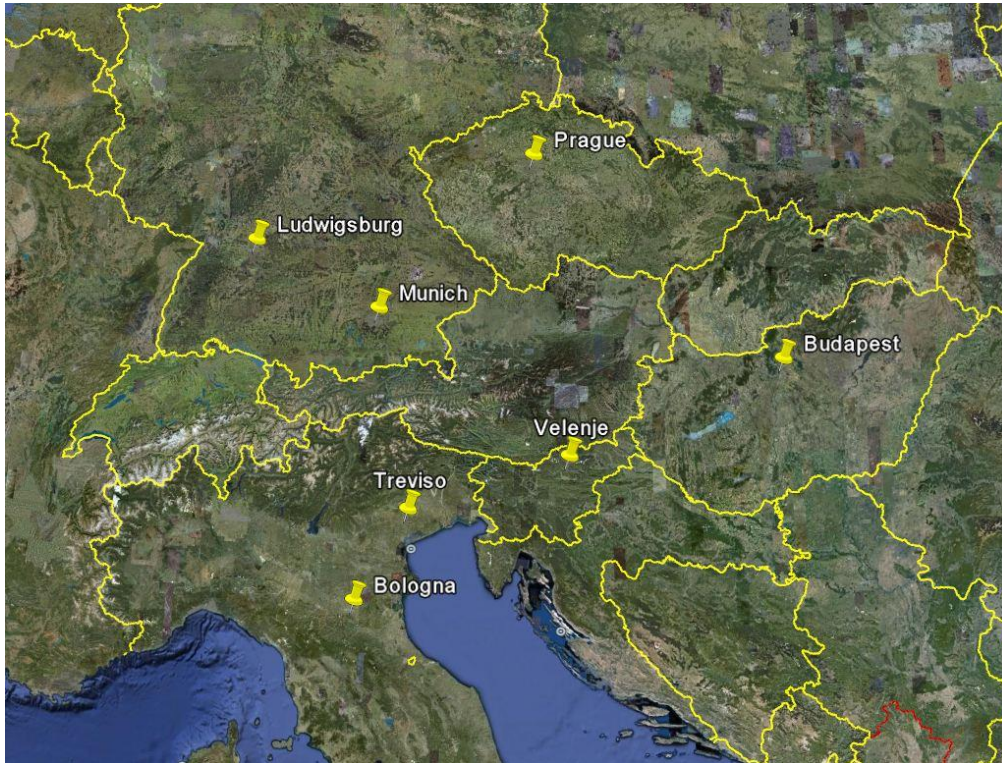 Prague
Ludwigsburg
Munich
Budapest
Velenje
Treviso
Bologna